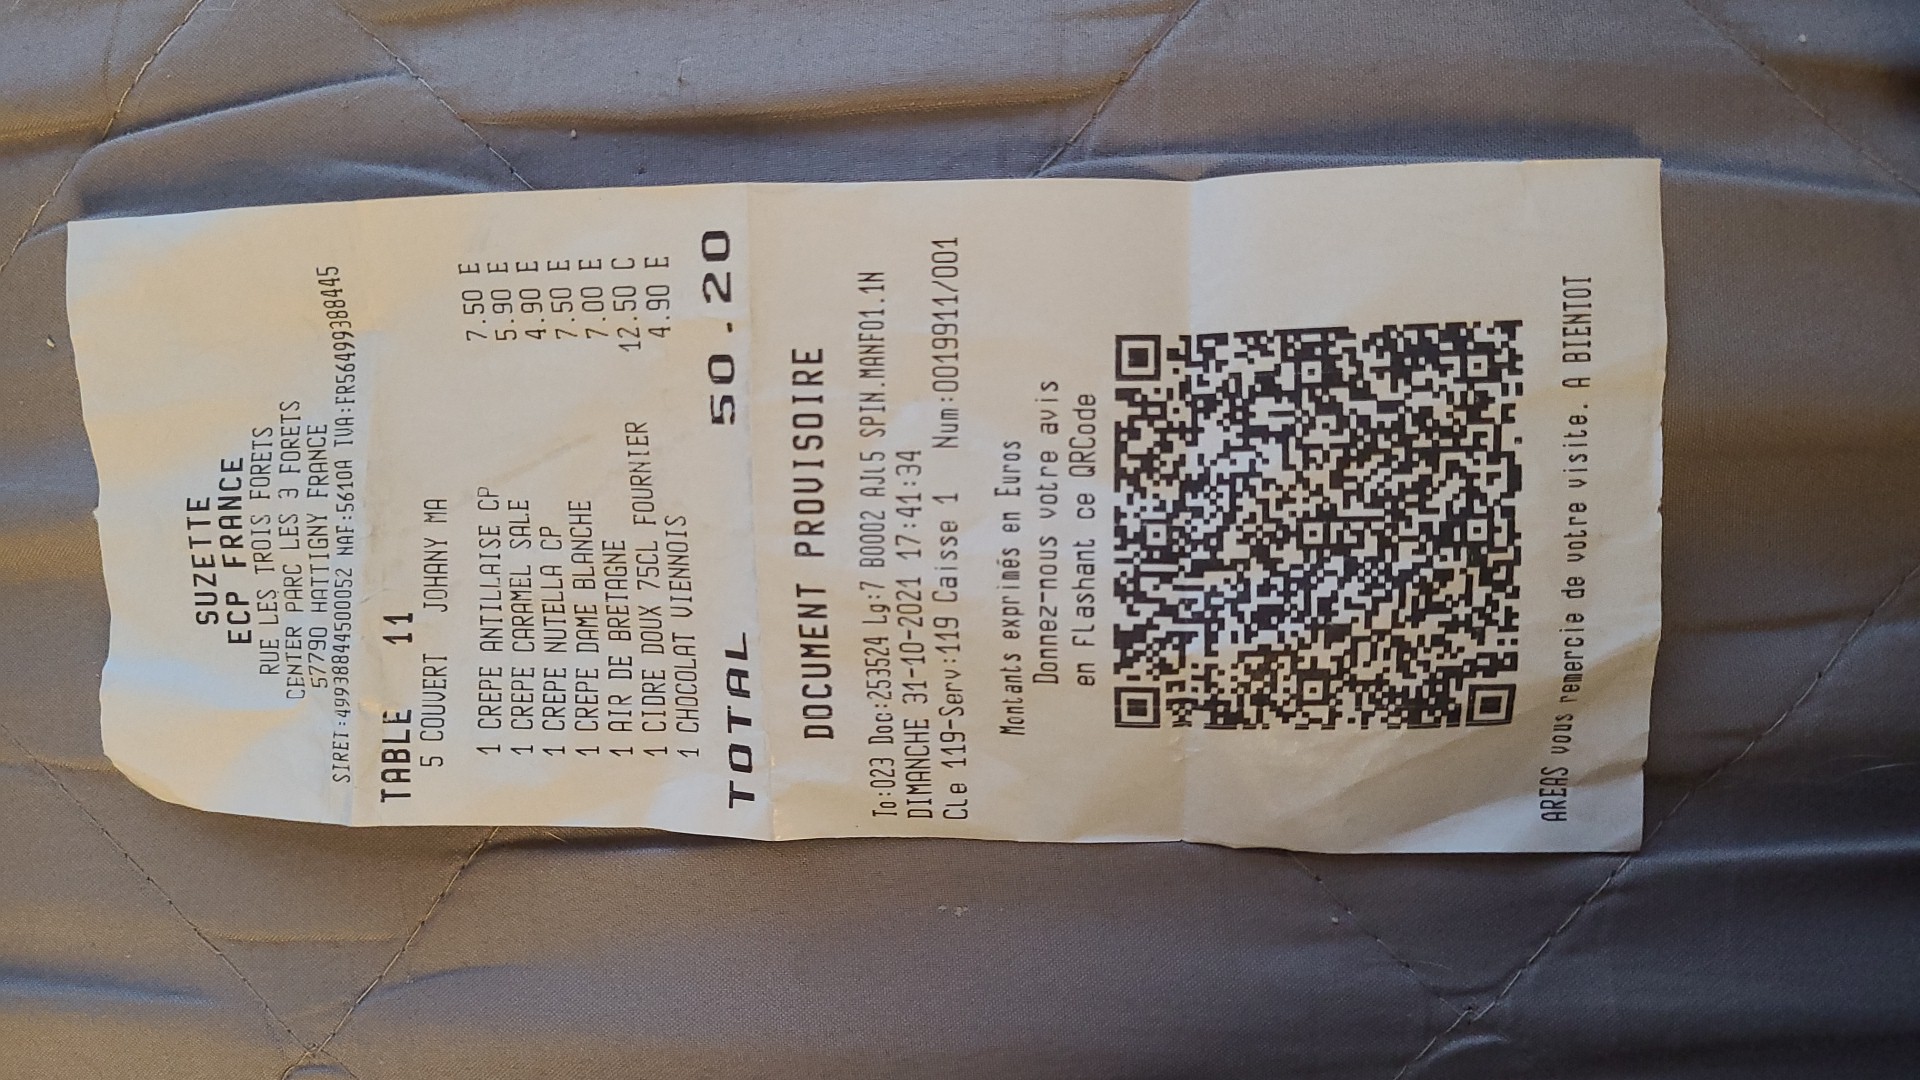 SUZETTE
ECP FRANCE
RUE LES TROIS FORETS
CENTER PARC LES 3 FORETS
57790 HATTIGNY FRANCE
SIRET:49938844500052 NAF:5610A TVA:FR56499388445
TABLE 11
5 COUVERT JOHANY MA
1 CREPE ANTILLAISE CP 7.50 E
1 CREPE CARAMEL SALE 5.90 E
1 CREPE NUTELLA CP 4.90 E
1 CREPE DAME BLANCHE 7.50 E
1 AIR DE BRETAGNE 7.00 E
1 CIDRE DOUX 75CL FOURNIER 12.50 C
1 CHOCOLAT VIENNOIS 4.90 E
TOTAL 50.20
DOCUMENT PROVISOIRE
To:023 Doc:253524 Lg:7 B0002 AJL5 SPIN.MANF01.1N
DIMANCHE 31-10-2021 17:41:34
Cle 119-Serv:119 Caisse 1 Num:0019911/001
Montants exprimés en Euros
Donnez-nous votre avis
en Flashant ce QRCode
AREAS vous remercie de votre visite. A BIENTOT